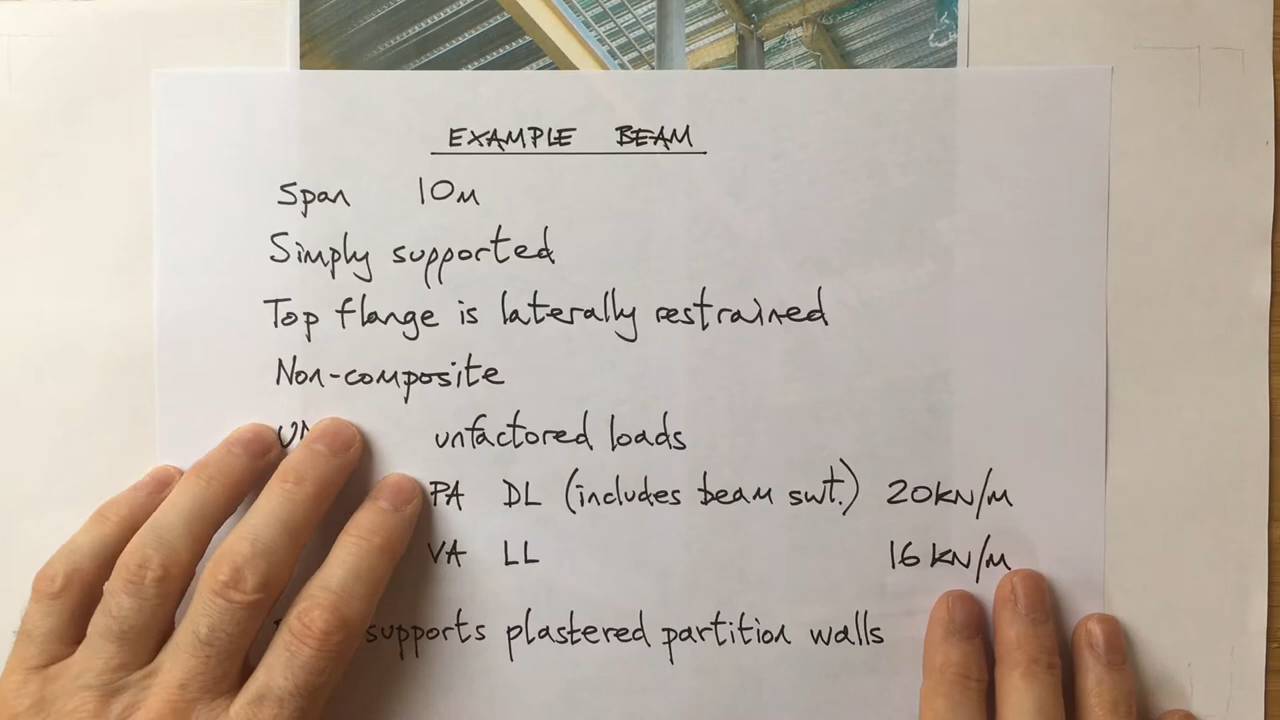 EXAMPLE BEAM
Span 10m
Simply supported
Top flange is laterally restrained
Non-composite
unfactored loads
PA DL (includes beam swt.) 20kN/m
VA LL 16kN/m
supports plastered partition walls